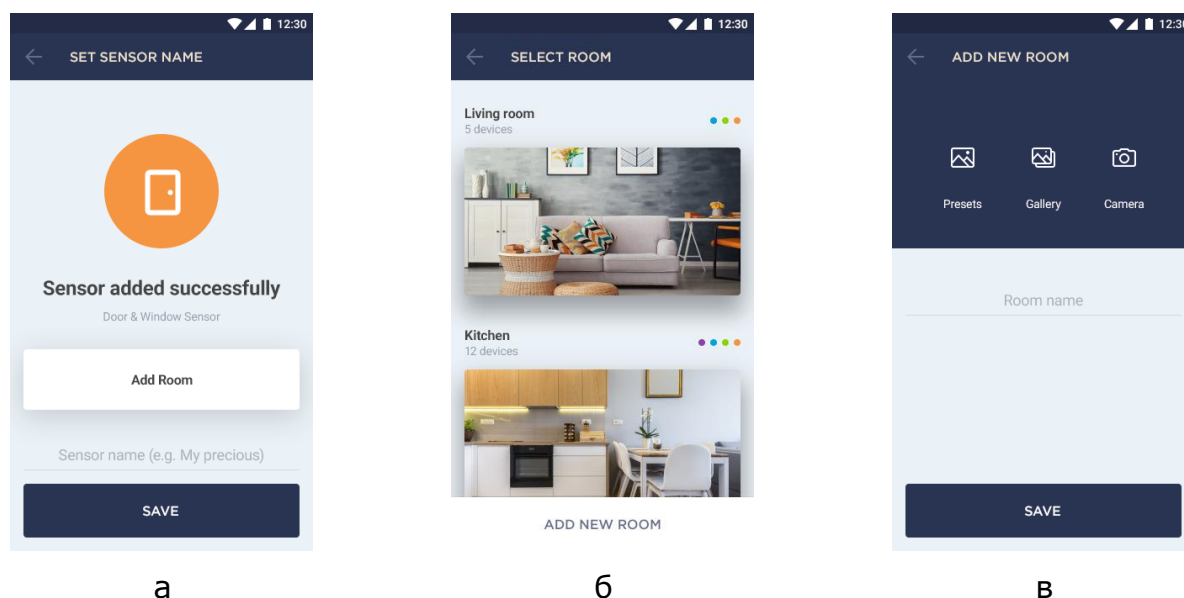 12:30
SET SENSOR NAME
Sensor added successfully
Door & Window Sensor
Add Room
Sensor name (e.g. My precious)
SAVE
а
12:30
SELECT ROOM
Living room
5 devices
Kitchen
12 devices
ADD NEW ROOM
б
12:30
ADD NEW ROOM
Presets Gallery Camera
Room name
SAVE
в